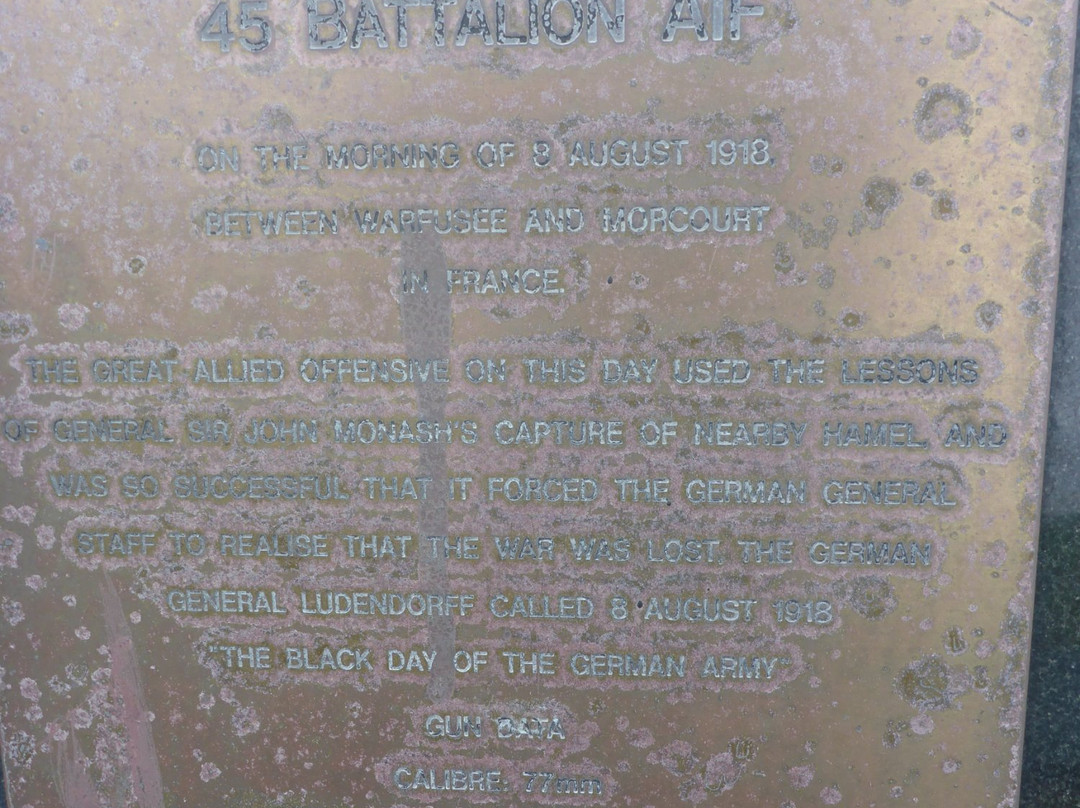 45 BATTALION AIF
ON THE MORNING OF 8 AUGUST 1918,
BETWEEN WARFUSEE AND MORCOURT
IN FRANCE.
THE GREAT ALLIED OFFENSIVE ON THIS DAY USED THE LESSONS
OF GENERAL SIR JOHN MONASH'S CAPTURE OF NEARBY HAMEL, AND
WAS SO SUCCESSFUL THAT IT FORCED THE GERMAN GENERAL
STAFF TO REALISE THAT THE WAR WAS LOST. THE GERMAN
GENERAL LUDENDORFF CALLED 8 AUGUST 1918
"THE BLACK DAY OF THE GERMAN ARMY"
GUN DATA
CALIBRE: 77mm